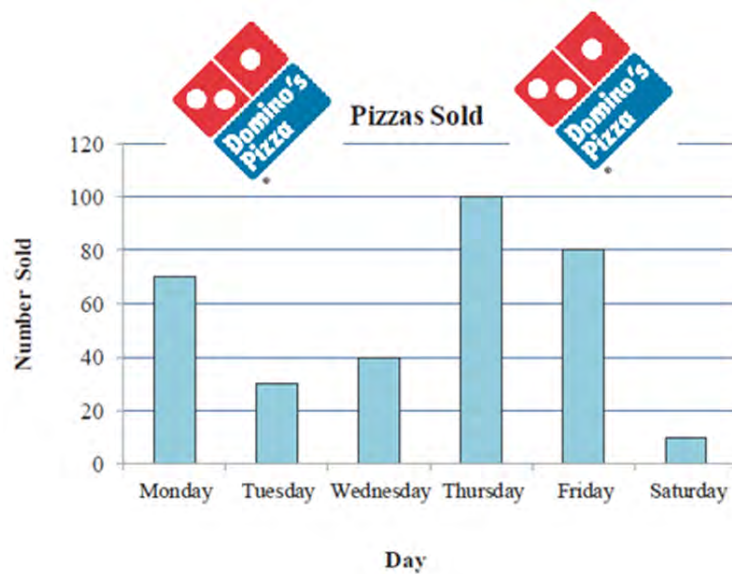 Domino's
Pizza
®
Domino's
Pizza
®
Pizzas Sold
Number Sold
120
100
80
60
40
20
0
Monday Tuesday Wednesday Thursday Friday Saturday
Day